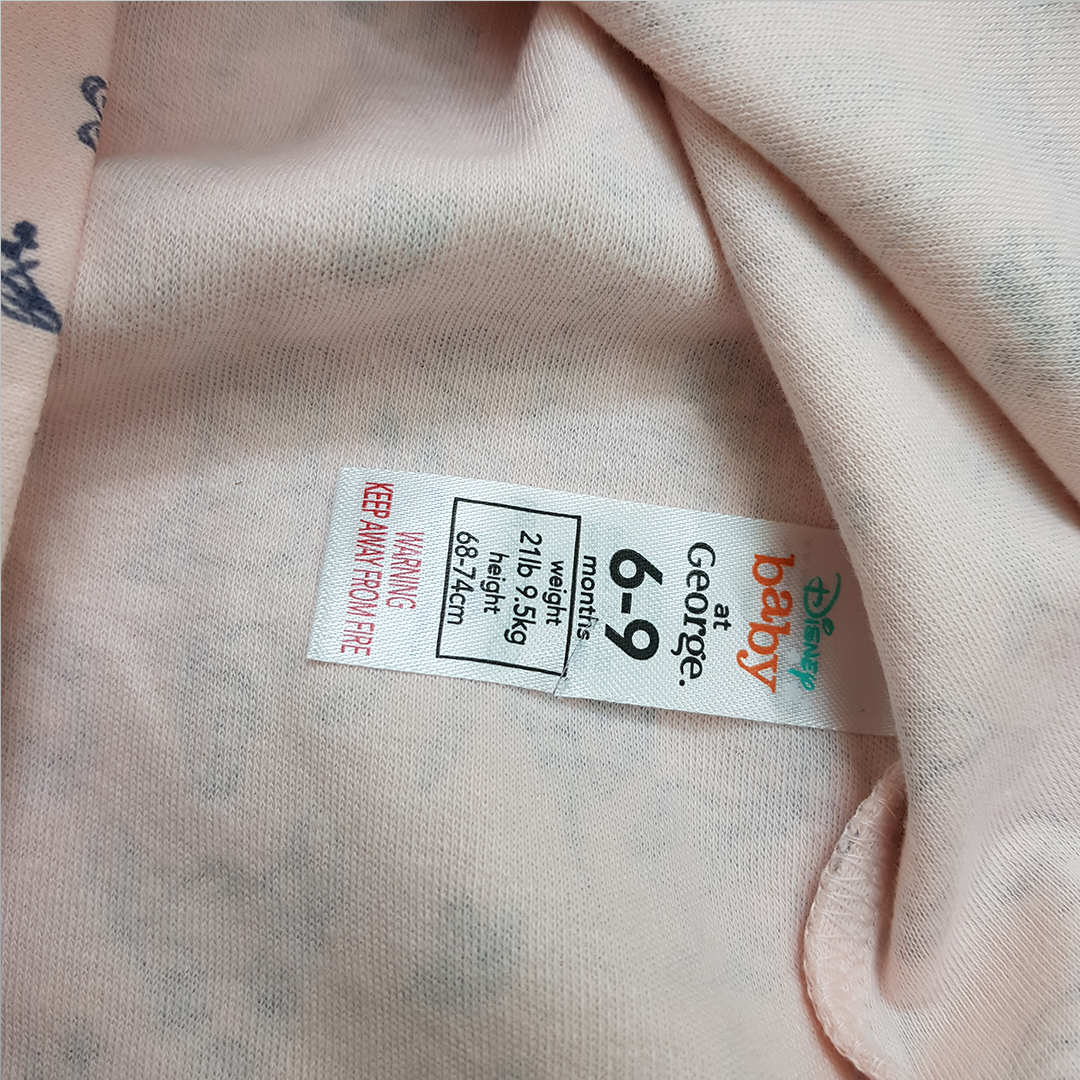 Disney
baby
at
George.
6-9
months
weight
21lb 9.5kg
height
68-74cm
WARNING
KEEP AWAY FROM FIRE